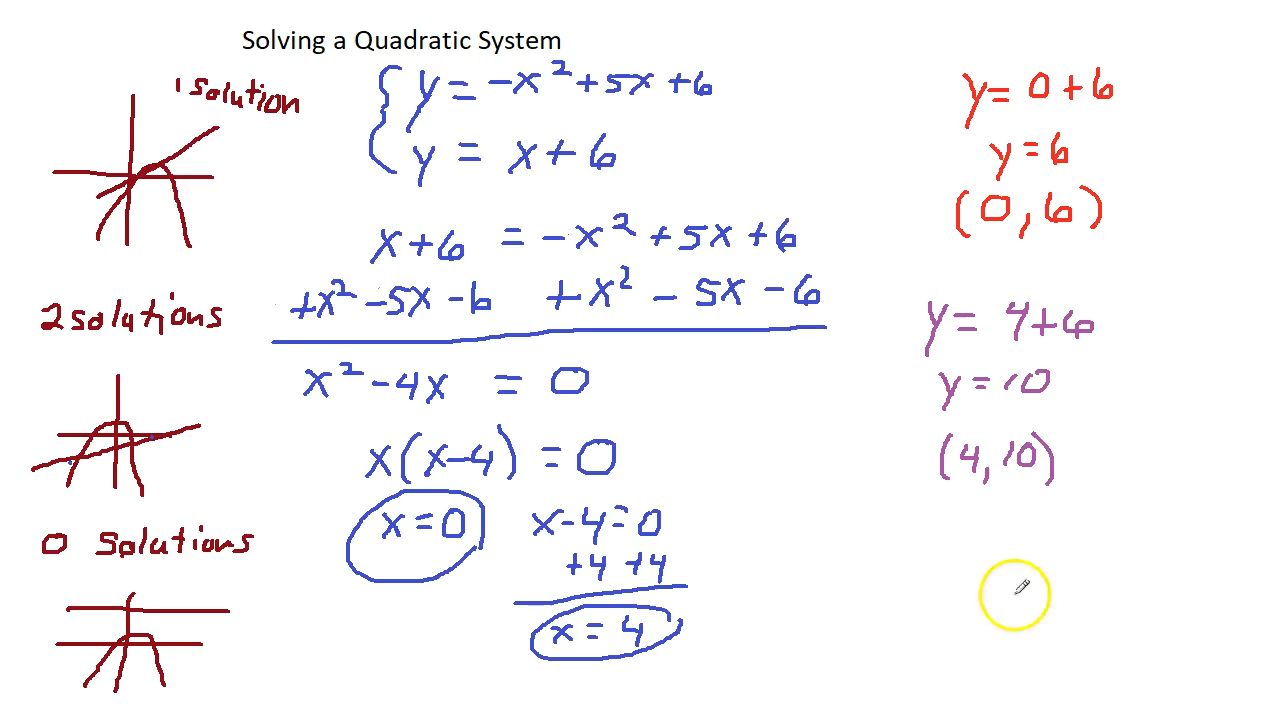 Solving a Quadratic System
1 solution
2 solutions
0 solutions
y = -x² + 5x + 6
y = x + 6
x + 6 = -x² + 5x + 6
+x² - 5x - 6 +x² - 5x - 6
x² - 4x = 0
x(x - 4) = 0
x = 0 x - 4 = 0
+4 +4
x = 4
y = 0 + 6
y = 6
(0, 6)
y = 4 + 6
y = 10
(4, 10)